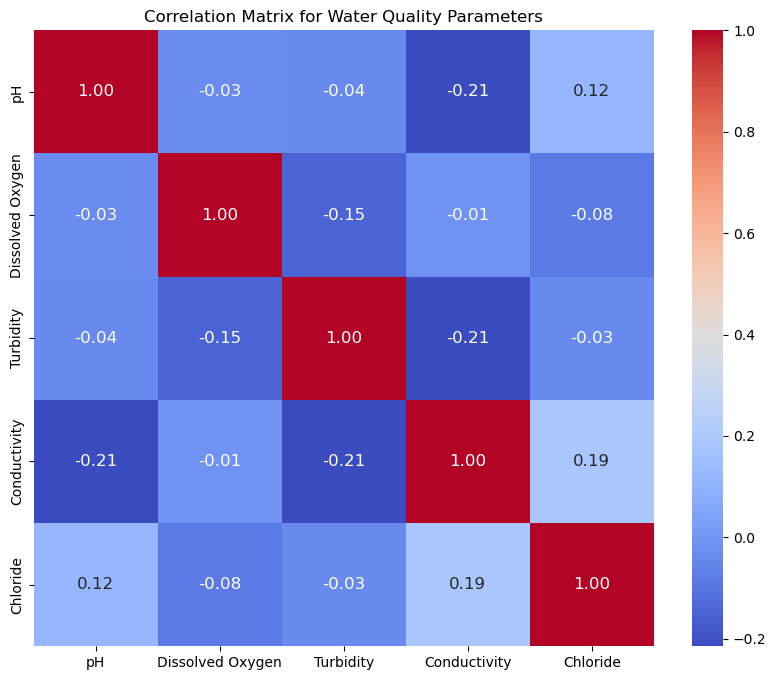 Correlation Matrix for Water Quality Parameters
pH 1.00 -0.03 -0.04 -0.21 0.12
Dissolved Oxygen -0.03 1.00 -0.15 -0.01 -0.08
Turbidity -0.04 -0.15 1.00 -0.21 -0.03
Conductivity -0.21 -0.01 -0.21 1.00 0.19
Chloride 0.12 -0.08 -0.03 0.19 1.00
pH Dissolved Oxygen Turbidity Conductivity Chloride
1.0
0.8
0.6
0.4
0.2
0.0
−0.2